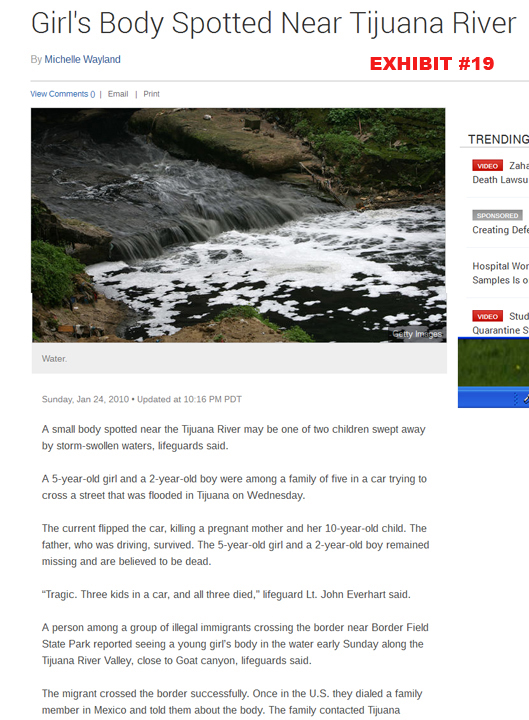 Girl's Body Spotted Near Tijuana River
By Michelle Wayland
EXHIBIT #19
View Comments () | Email | Print
TRENDING
VIDEO Zaha
Death Lawsu
SPONSORED
Creating Defe
Hospital Wor
Samples Is o
VIDEO Stud
Quarantine S
Getty Images
Water.
Sunday, Jan 24, 2010 • Updated at 10:16 PM PDT
A small body spotted near the Tijuana River may be one of two children swept away
by storm-swollen waters, lifeguards said.
A 5-year-old girl and a 2-year-old boy were among a family of five in a car trying to
cross a street that was flooded in Tijuana on Wednesday.
The current flipped the car, killing a pregnant mother and her 10-year-old child. The
father, who was driving, survived. The 5-year-old girl and a 2-year-old boy remained
missing and are believed to be dead.
“Tragic. Three kids in a car, and all three died,” lifeguard Lt. John Everhart said.
A person among a group of illegal immigrants crossing the border near Border Field
State Park reported seeing a young girl's body in the water early Sunday along the
Tijuana River Valley, close to Goat canyon, lifeguards said.
The migrant crossed the border successfully. Once in the U.S. they dialed a family
member in Mexico and told them about the body. The family contacted Tijuana